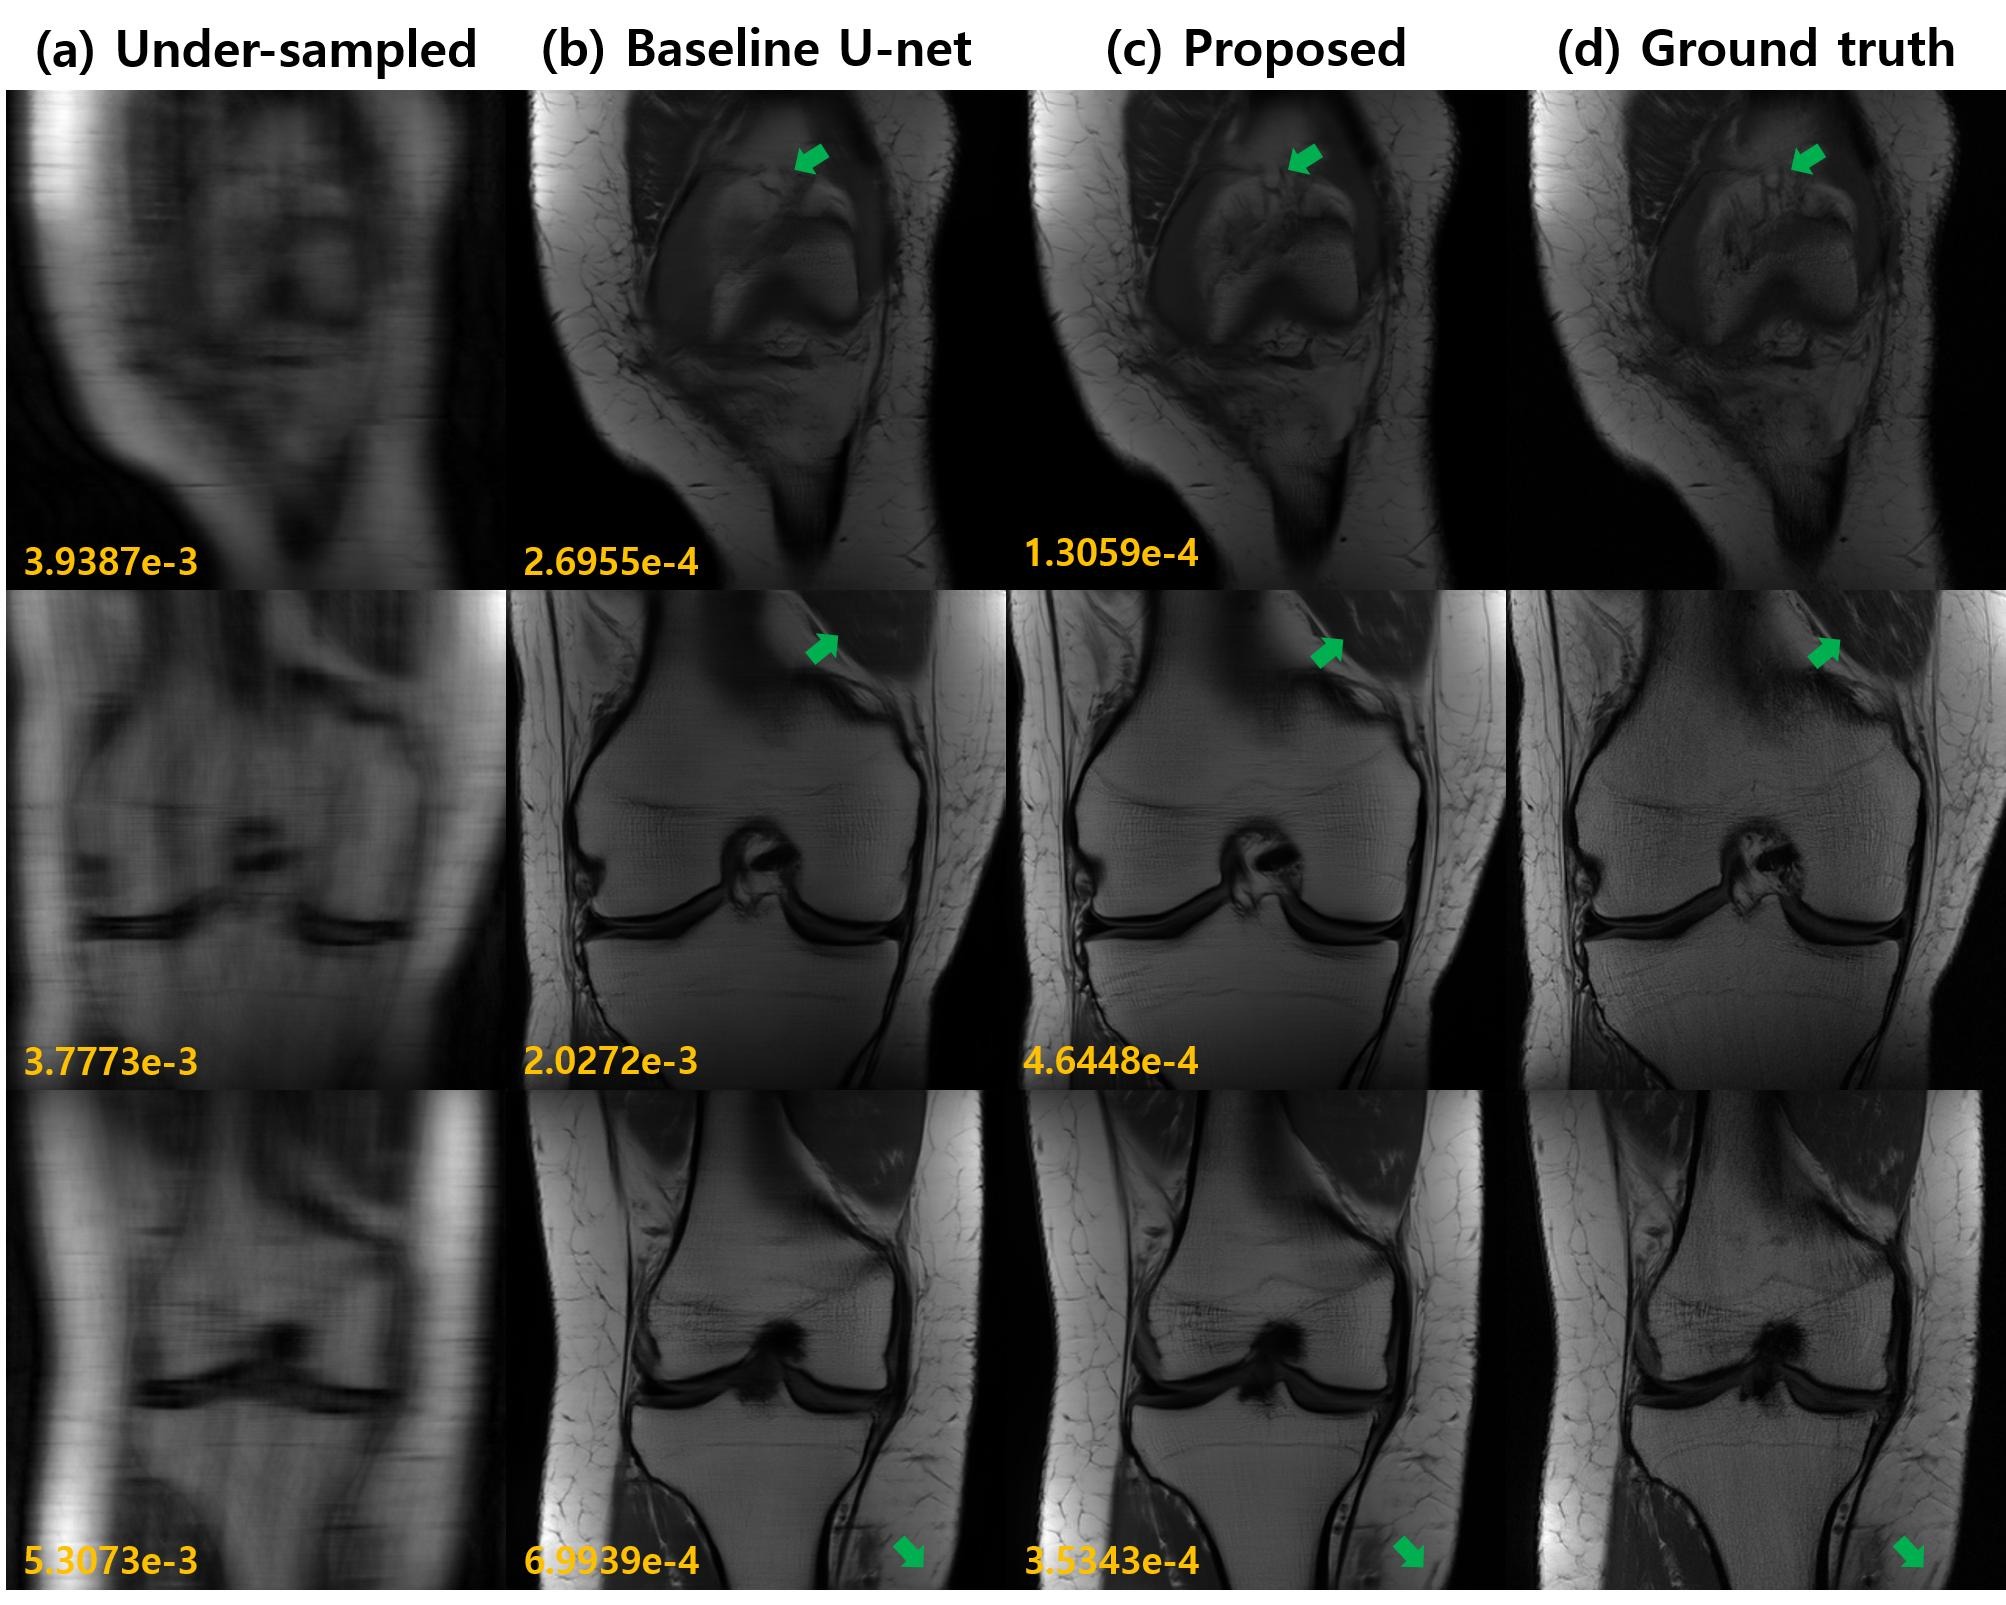 (a) Under-sampled (b) Baseline U-net (c) Proposed (d) Ground truth
3.9387e-3 2.6955e-4 1.3059e-4
3.7773e-3 2.0272e-3 4.6448e-4
5.3073e-3 6.9939e-4 3.5343e-4